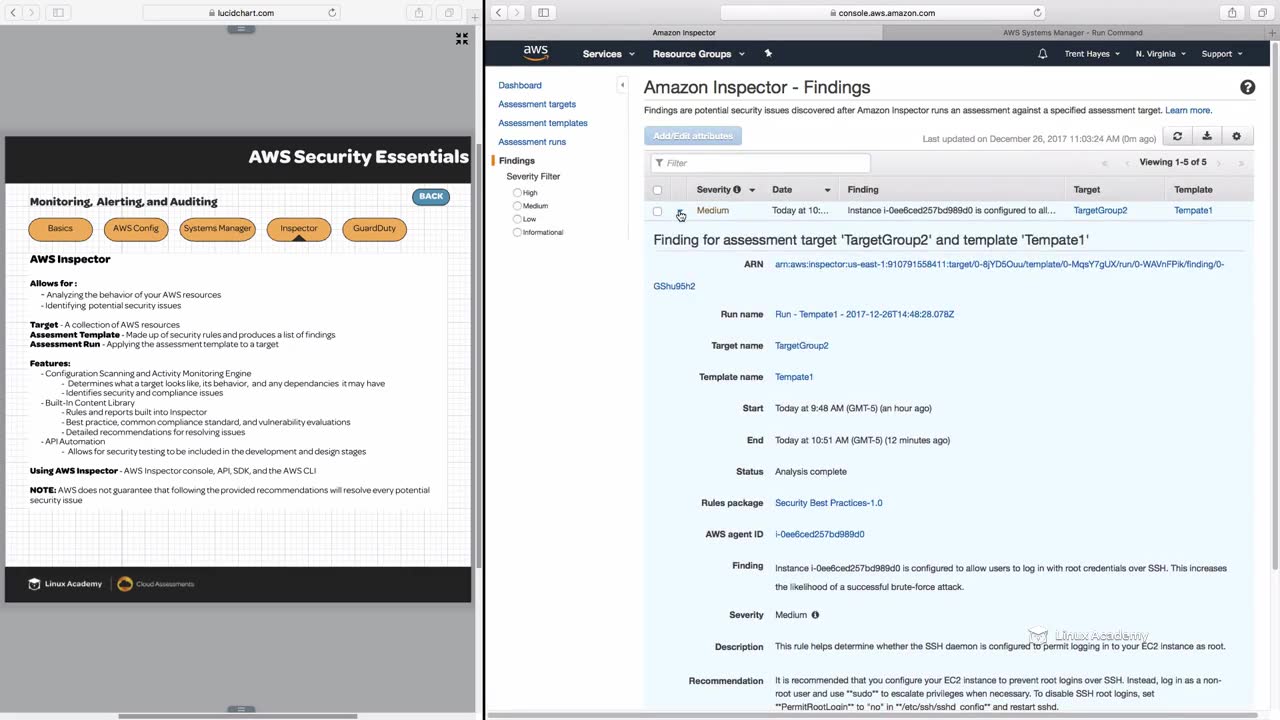 lucidchart.com
AWS Security Essentials
Monitoring, Alerting, and Auditing
BACK
Basics
AWS Config
Systems Manager
Inspector
GuardDuty
AWS Inspector
Allows for :
- Analyzing the behavior of your AWS resources
- Identifying potential security issues
Target - A collection of AWS resources
Assesment Template - Made up of security rules and produces a list of findings
Assessment Run - Applying the assessment template to a target
Features:
- Configuration Scanning and Activity Monitoring Engine
- Determines what a target looks like, its behavior, and any dependancies it may have
- Identifies security and compliance issues
- Built-In Content Library
- Rules and reports built into Inspector
- Best practice, common compliance standard, and vulnerability evaluations
- Detailed recommendations for resolving issues
- API Automation
- Allows for security testing to be included in the development and design stages
Using AWS Inspector - AWS Inspector console, API, SDK, and the AWS CLI
NOTE: AWS does not guarantee that following the provided recommendations will resolve every potential
security issue
Linux Academy
Cloud Assessments
console.aws.amazon.com
Amazon Inspector
AWS Systems Manager - Run Command
aws
Services
Resource Groups
Trent Hayes
N. Virginia
Support
Dashboard
Assessment targets
Assessment templates
Assessment runs
Findings
Severity Filter
High
Medium
Low
Informational
Amazon Inspector - Findings
Findings are potential security issues discovered after Amazon Inspector runs an assessment against a specified assessment target. Learn more.
Add/Edit attributes
Last updated on December 26, 2017 11:03:24 AM (0m ago)
Filter
Viewing 1-5 of 5
Severity
Date
Finding
Target
Template
Medium
Today at 10:...
Instance i-0ee6ced257bd989d0 is configured to all...
TargetGroup2
Tempate1
Finding for assessment target 'TargetGroup2' and template 'Tempate1'
ARN arn:aws:inspector:us-east-1:910791558411:target/0-8jYD5Ouu/template/0-MqsY7gUX/run/0-WAVnFPik/finding/0-
GShu95h2
Run name Run - Tempate1 - 2017-12-26T14:48:28.078Z
Target name TargetGroup2
Template name Tempate1
Start Today at 9:48 AM (GMT-5) (an hour ago)
End Today at 10:51 AM (GMT-5) (12 minutes ago)
Status Analysis complete
Rules package Security Best Practices-1.0
AWS agent ID i-0ee6ced257bd989d0
Finding Instance i-0ee6ced257bd989d0 is configured to allow users to log in with root credentials over SSH. This increases
the likelihood of a successful brute-force attack.
Severity Medium
Linux Academy
Description This rule helps determine whether the SSH daemon is configured to permit logging in to your EC2 instance as root.
Recommendation It is recommended that you configure your EC2 instance to prevent root logins over SSH. Instead, log in as a non-
root user and use **sudo** to escalate privileges when necessary. To disable SSH root logins, set
**PermitRootLogin** to "no" in **/etc/ssh/sshd_config** and restart sshd.